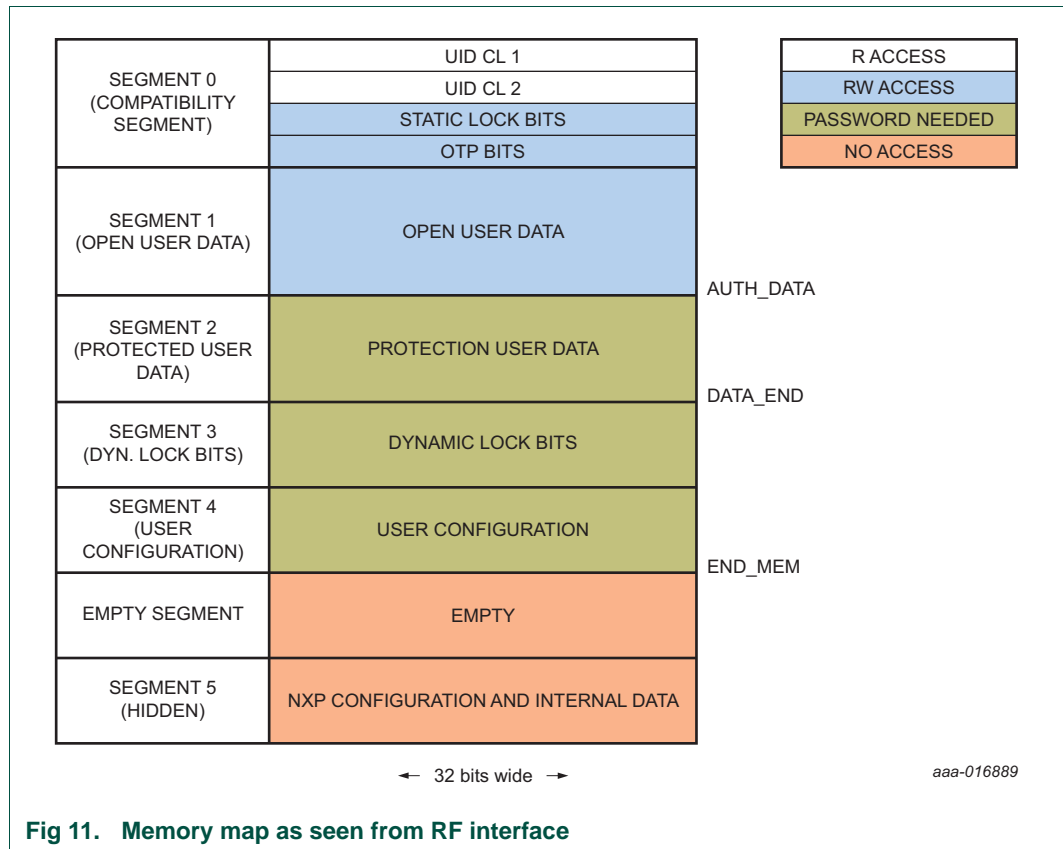 SEGMENT 0
(COMPATIBILITY
SEGMENT)
UID CL 1
UID CL 2
STATIC LOCK BITS
OTP BITS
R ACCESS
RW ACCESS
PASSWORD NEEDED
NO ACCESS
SEGMENT 1
(OPEN USER DATA)
OPEN USER DATA
AUTH_DATA
SEGMENT 2
(PROTECTED USER
DATA)
PROTECTION USER DATA
DATA_END
SEGMENT 3
(DYN. LOCK BITS)
DYNAMIC LOCK BITS
SEGMENT 4
(USER
CONFIGURATION)
USER CONFIGURATION
END_MEM
EMPTY SEGMENT
EMPTY
SEGMENT 5
(HIDDEN)
NXP CONFIGURATION AND INTERNAL DATA
← 32 bits wide →
aaa-016889
Fig 11. Memory map as seen from RF interface